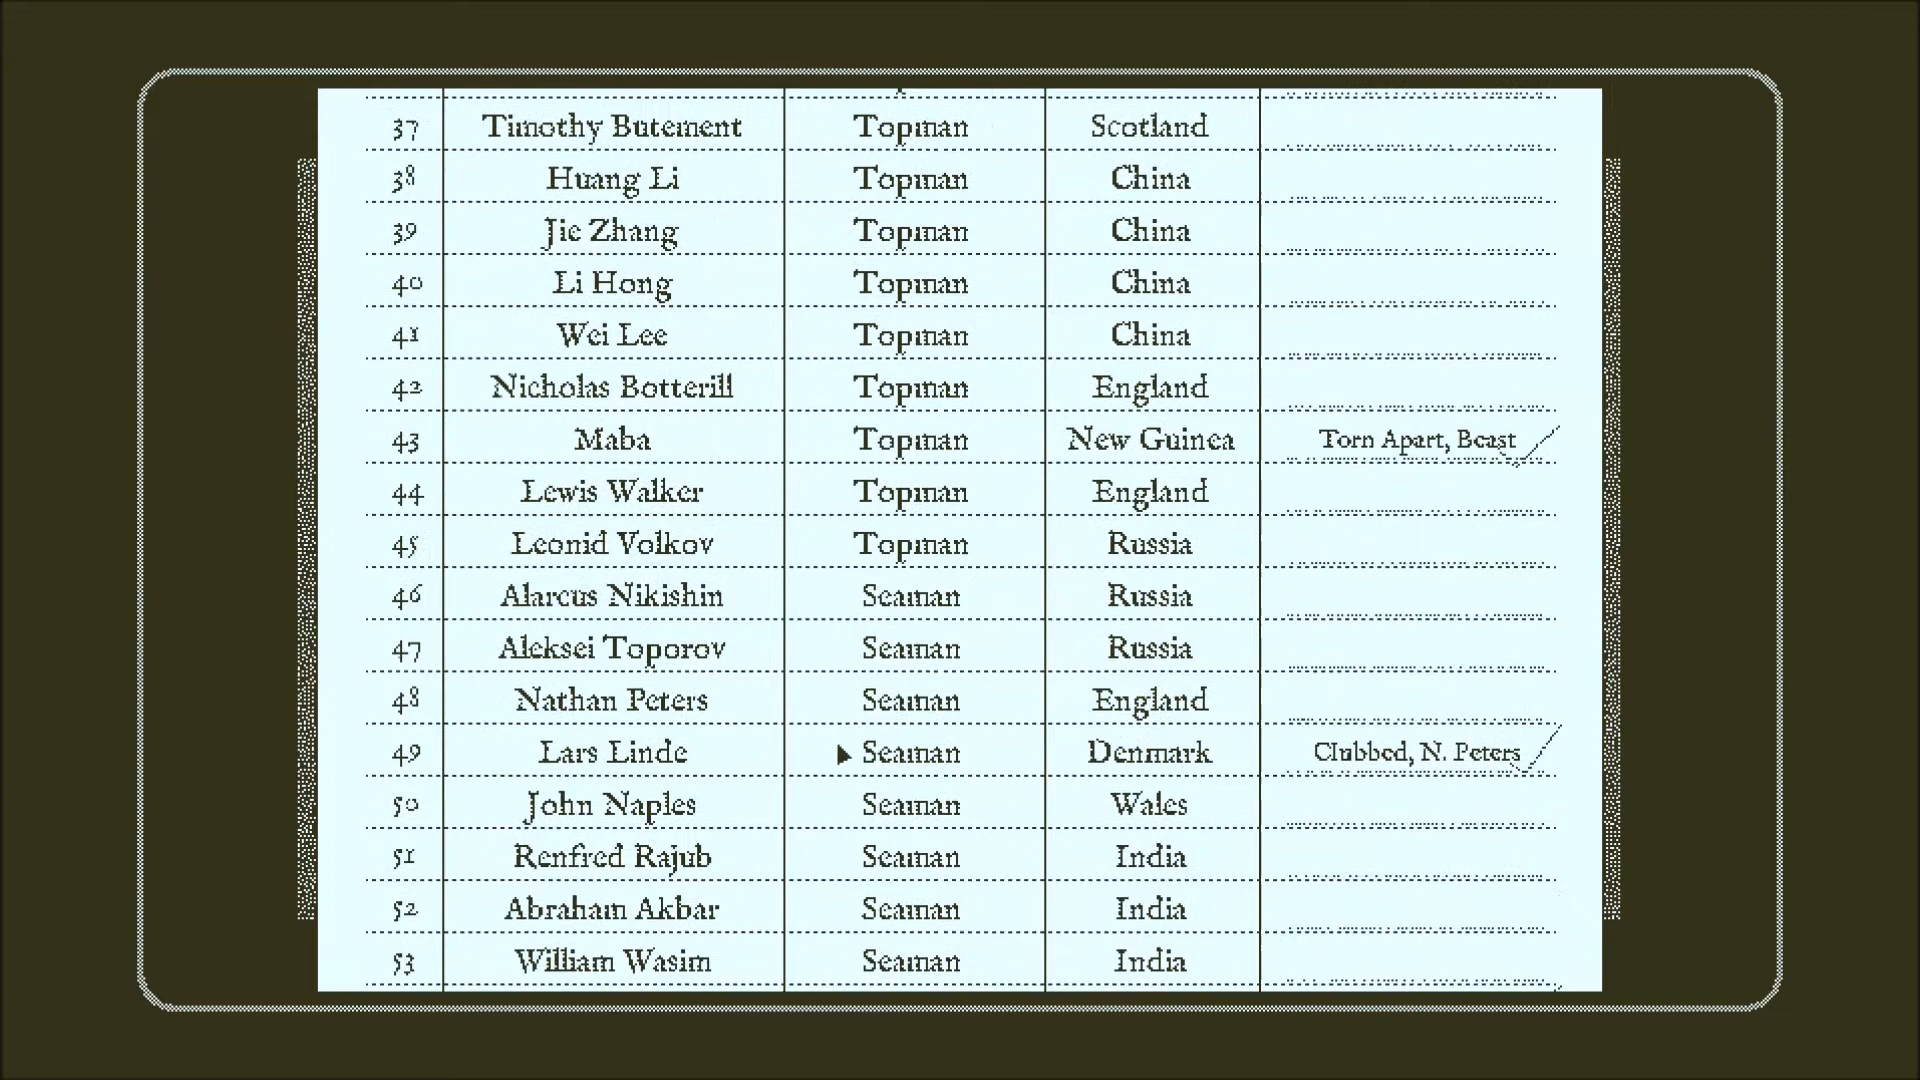 37 Timothy Butement Topman Scotland
38 Huang Li Topman China
39 Jie Zhang Topman China
40 Li Hong Topman China
41 Wei Lee Topman China
42 Nicholas Botterill Topman England
43 Maba Topman New Guinea Torn Apart, Beast
44 Lewis Walker Topman England
45 Leonid Volkov Topman Russia
46 Alarcus Nikishin Seaman Russia
47 Aleksei Toporov Seaman Russia
48 Nathan Peters Seaman England
49 Lars Linde Seaman Denmark Clubbed, N. Peters
50 John Naples Seaman Wales
51 Renfred Rajub Seaman India
52 Abraham Akbar Seaman India
53 William Wasim Seaman India